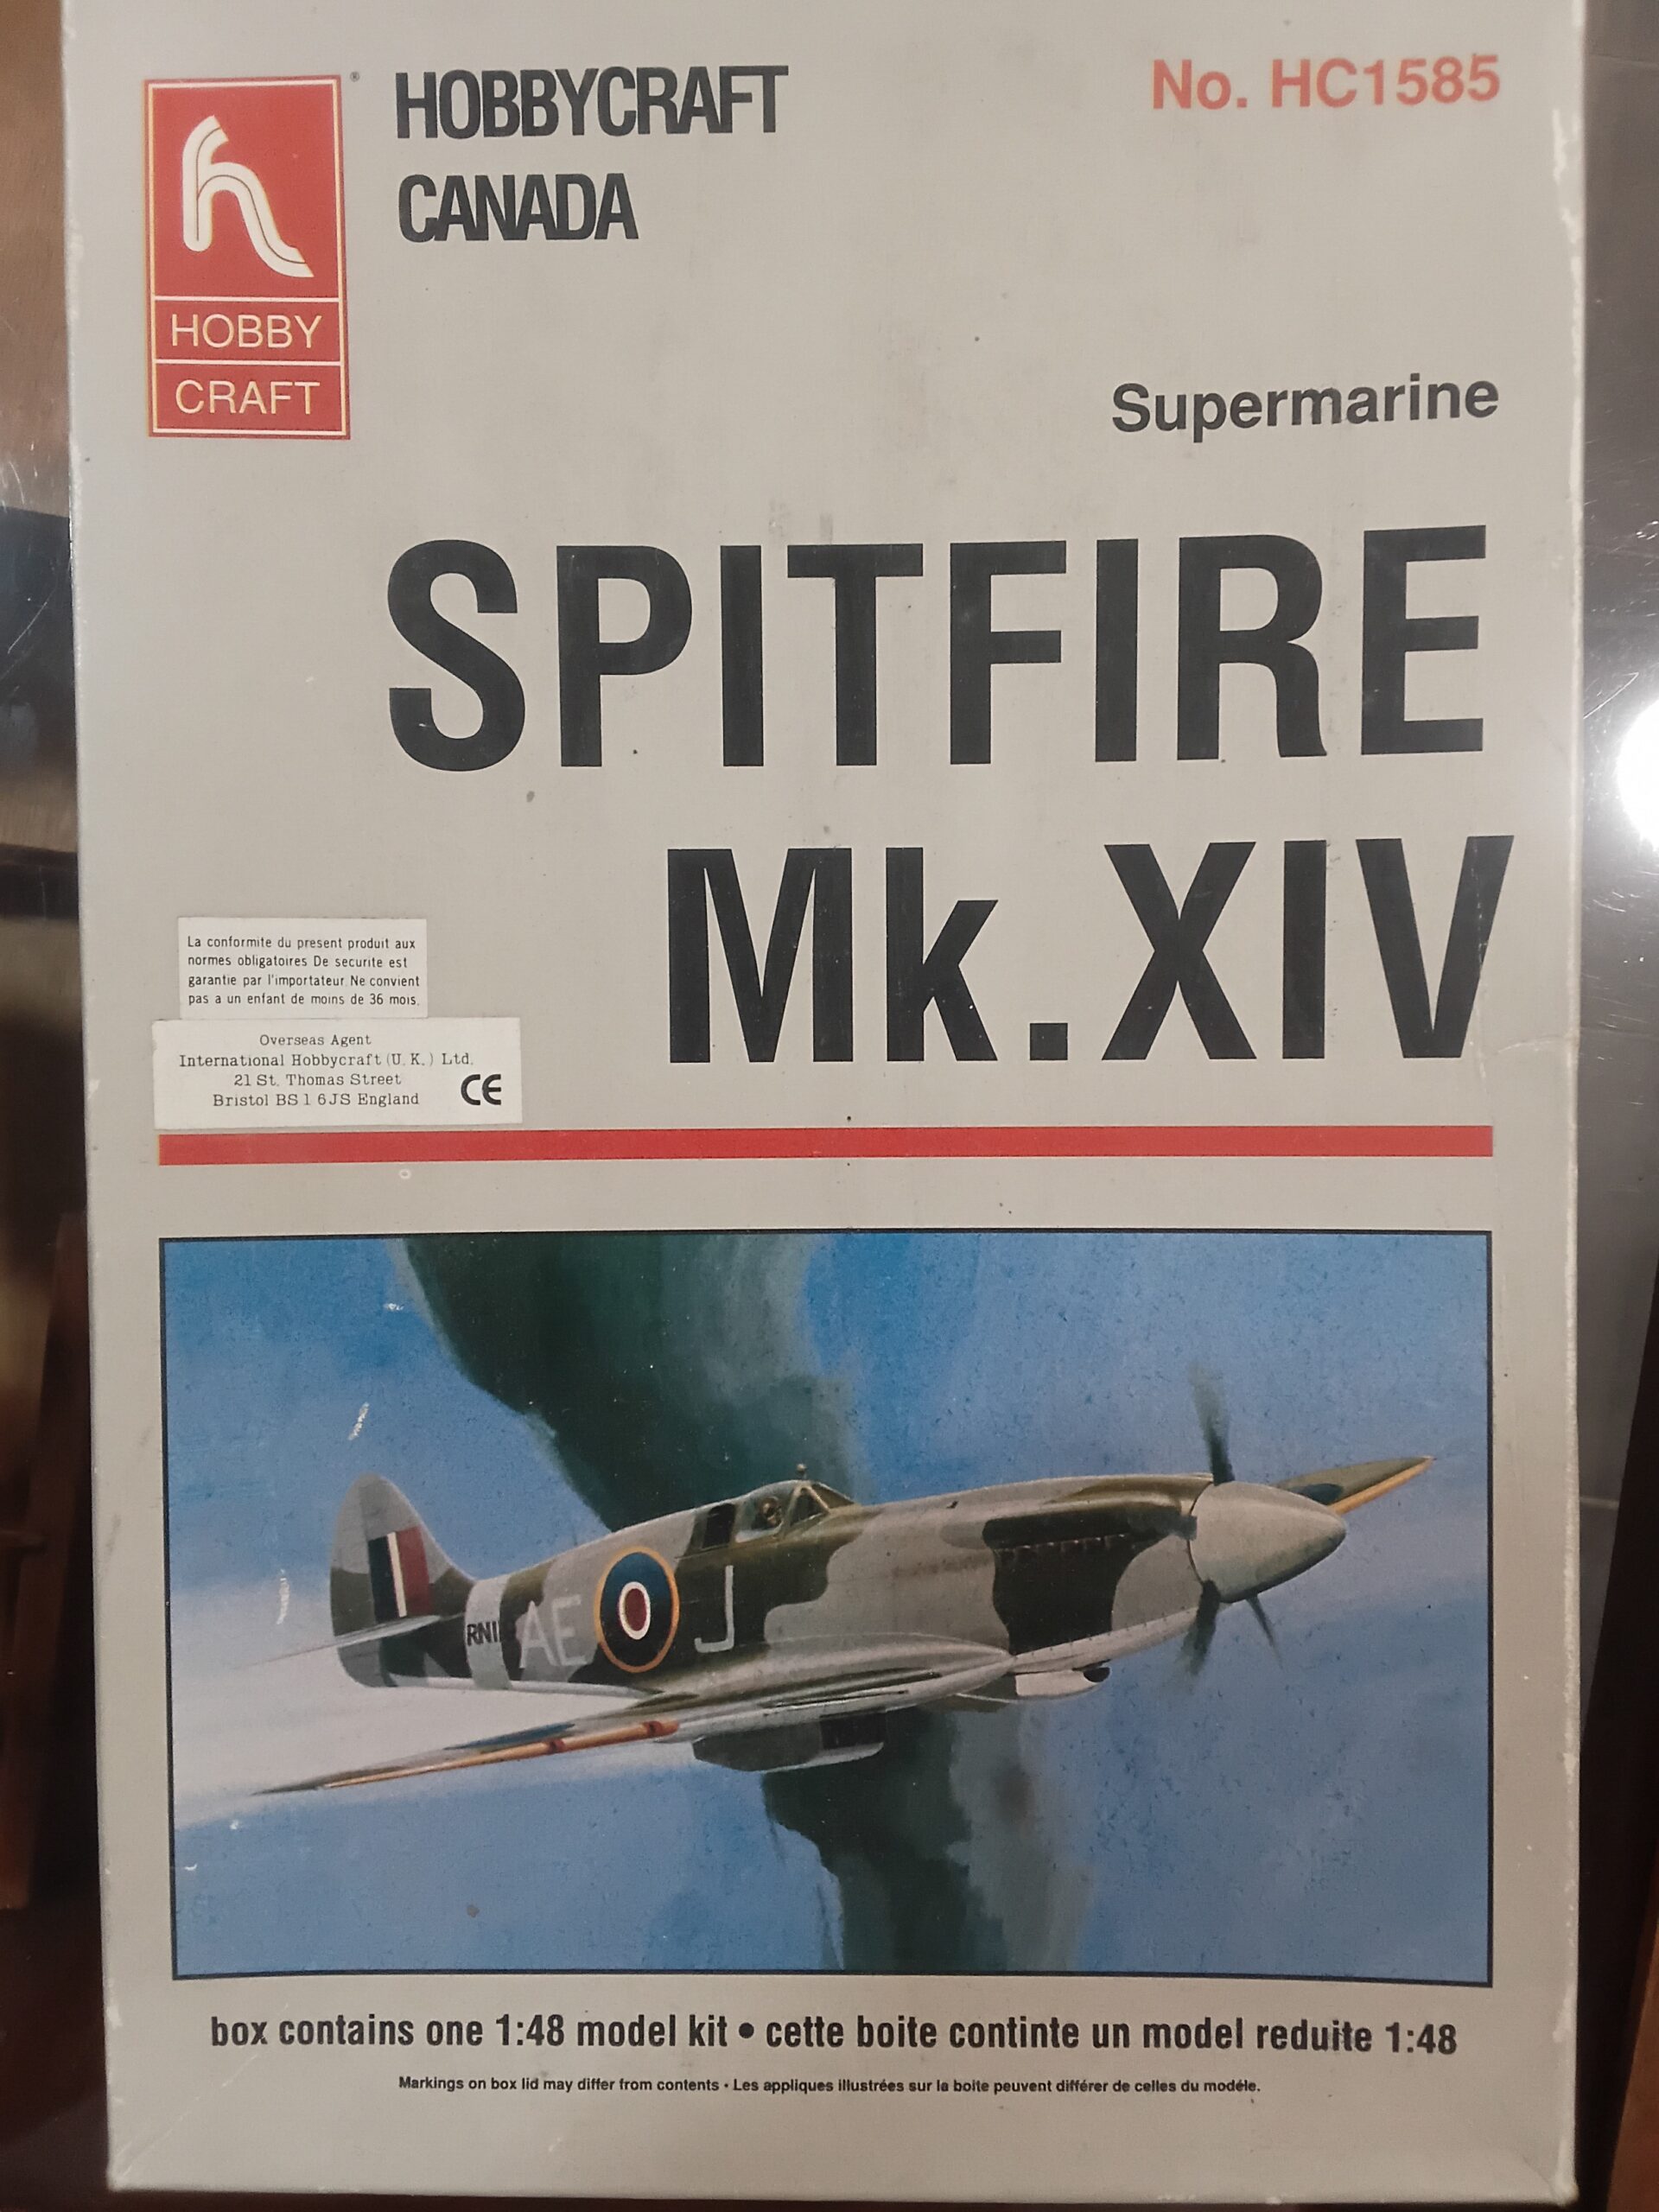 HOBBYCRAFT
CANADA
No. HC1585
®
h
HOBBY
CRAFT
Supermarine
SPITFIRE
Mk.XIV
La conformite du present produit aux
normes obligatoires De securite est
garantie par l'importateur Ne convient
pas a un enfant de moins de 36 mois.
Overseas Agent
International Hobbycraft (U.K.) Ltd.
21 St. Thomas Street
Bristol BS1 6JS England
CE
AE J
box contains one 1:48 model kit • cette boite continte un model reduite 1:48
Markings on box lid may differ from contents • Les appliques illustrées sur la boite peuvent différer de celles du modéle.